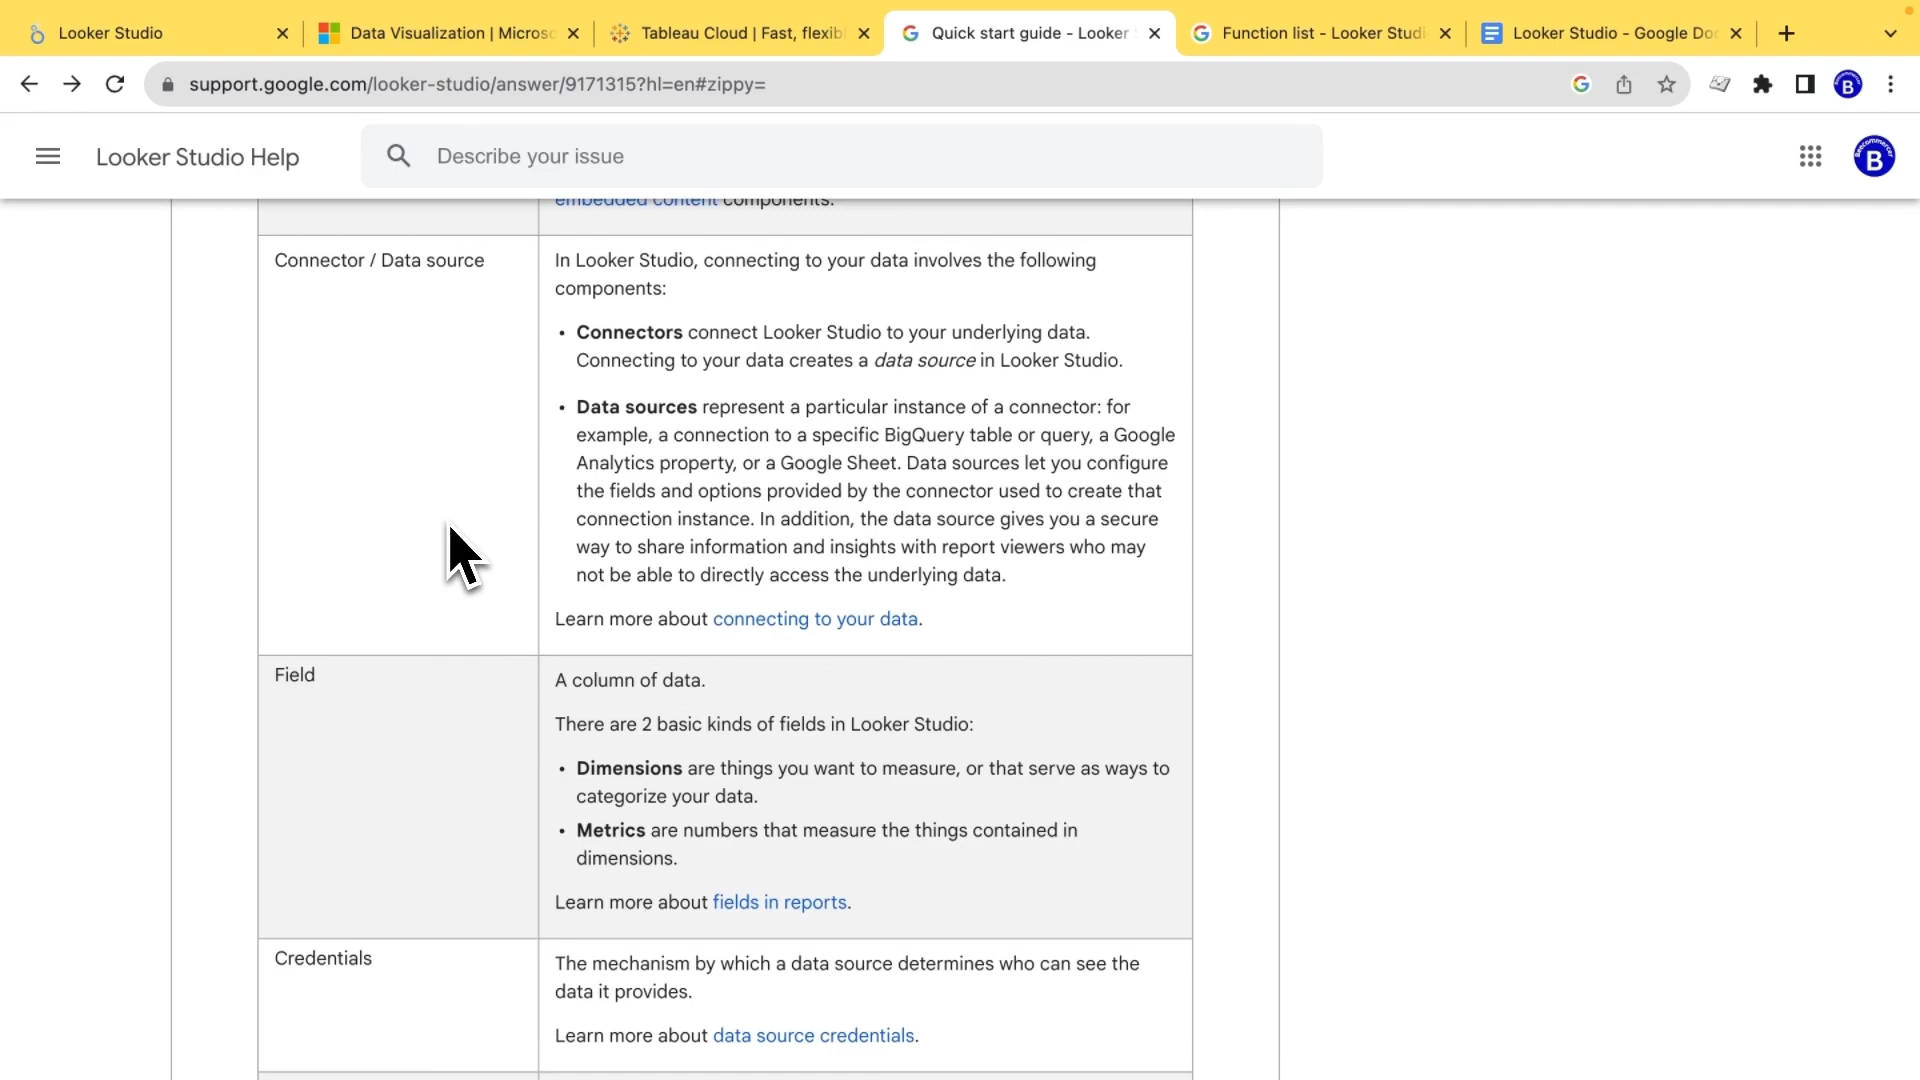 Looker Studio
Data Visualization | Microso
Tableau Cloud | Fast, flexibl
Quick start guide - Looker
Function list - Looker Studi
Looker Studio - Google Doc
support.google.com/looker-studio/answer/9171315?hl=en#zippy=
Looker Studio Help
Describe your issue
embedded content components.
Connector / Data source
In Looker Studio, connecting to your data involves the following
components:
• Connectors connect Looker Studio to your underlying data.
Connecting to your data creates a data source in Looker Studio.
• Data sources represent a particular instance of a connector: for
example, a connection to a specific BigQuery table or query, a Google
Analytics property, or a Google Sheet. Data sources let you configure
the fields and options provided by the connector used to create that
connection instance. In addition, the data source gives you a secure
way to share information and insights with report viewers who may
not be able to directly access the underlying data.
Learn more about connecting to your data.
Field
A column of data.
There are 2 basic kinds of fields in Looker Studio:
• Dimensions are things you want to measure, or that serve as ways to
categorize your data.
• Metrics are numbers that measure the things contained in
dimensions.
Learn more about fields in reports.
Credentials
The mechanism by which a data source determines who can see the
data it provides.
Learn more about data source credentials.